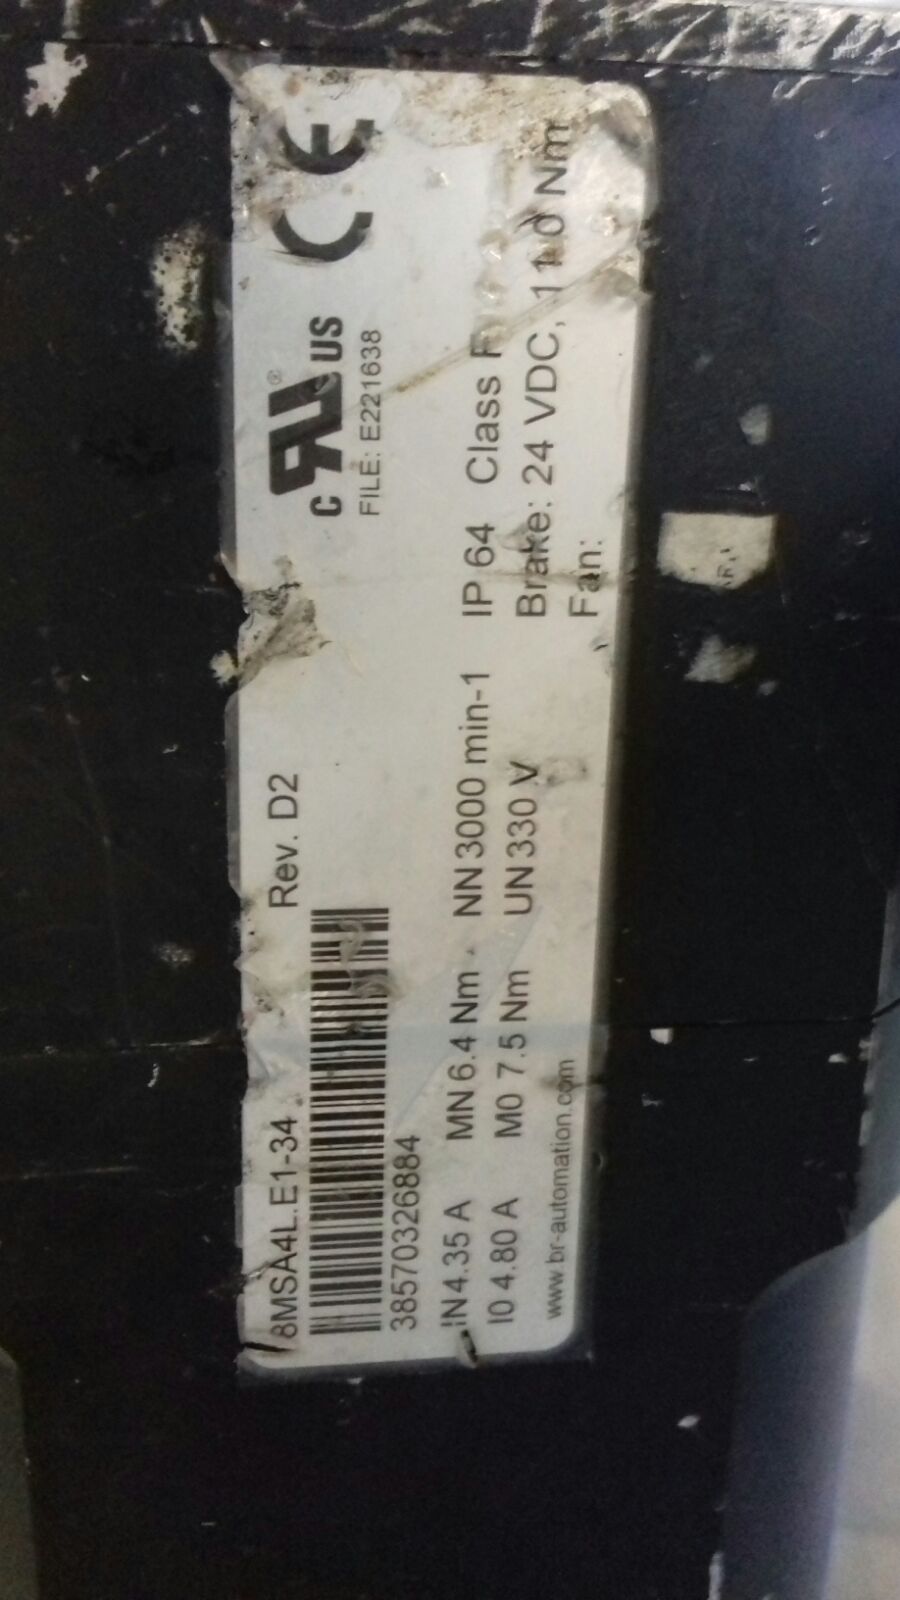 8MSA4L.E1-34 Rev. D2
c RU ® US CE
FILE: E221638
38570326884
IN 4.35 A MN 6.4 Nm NN 3000 min-1 IP 64 Class F
I0 4.80 A M0 7.5 Nm UN 330 V Brake: 24 VDC, Nm
www.br-automation.com Fan: